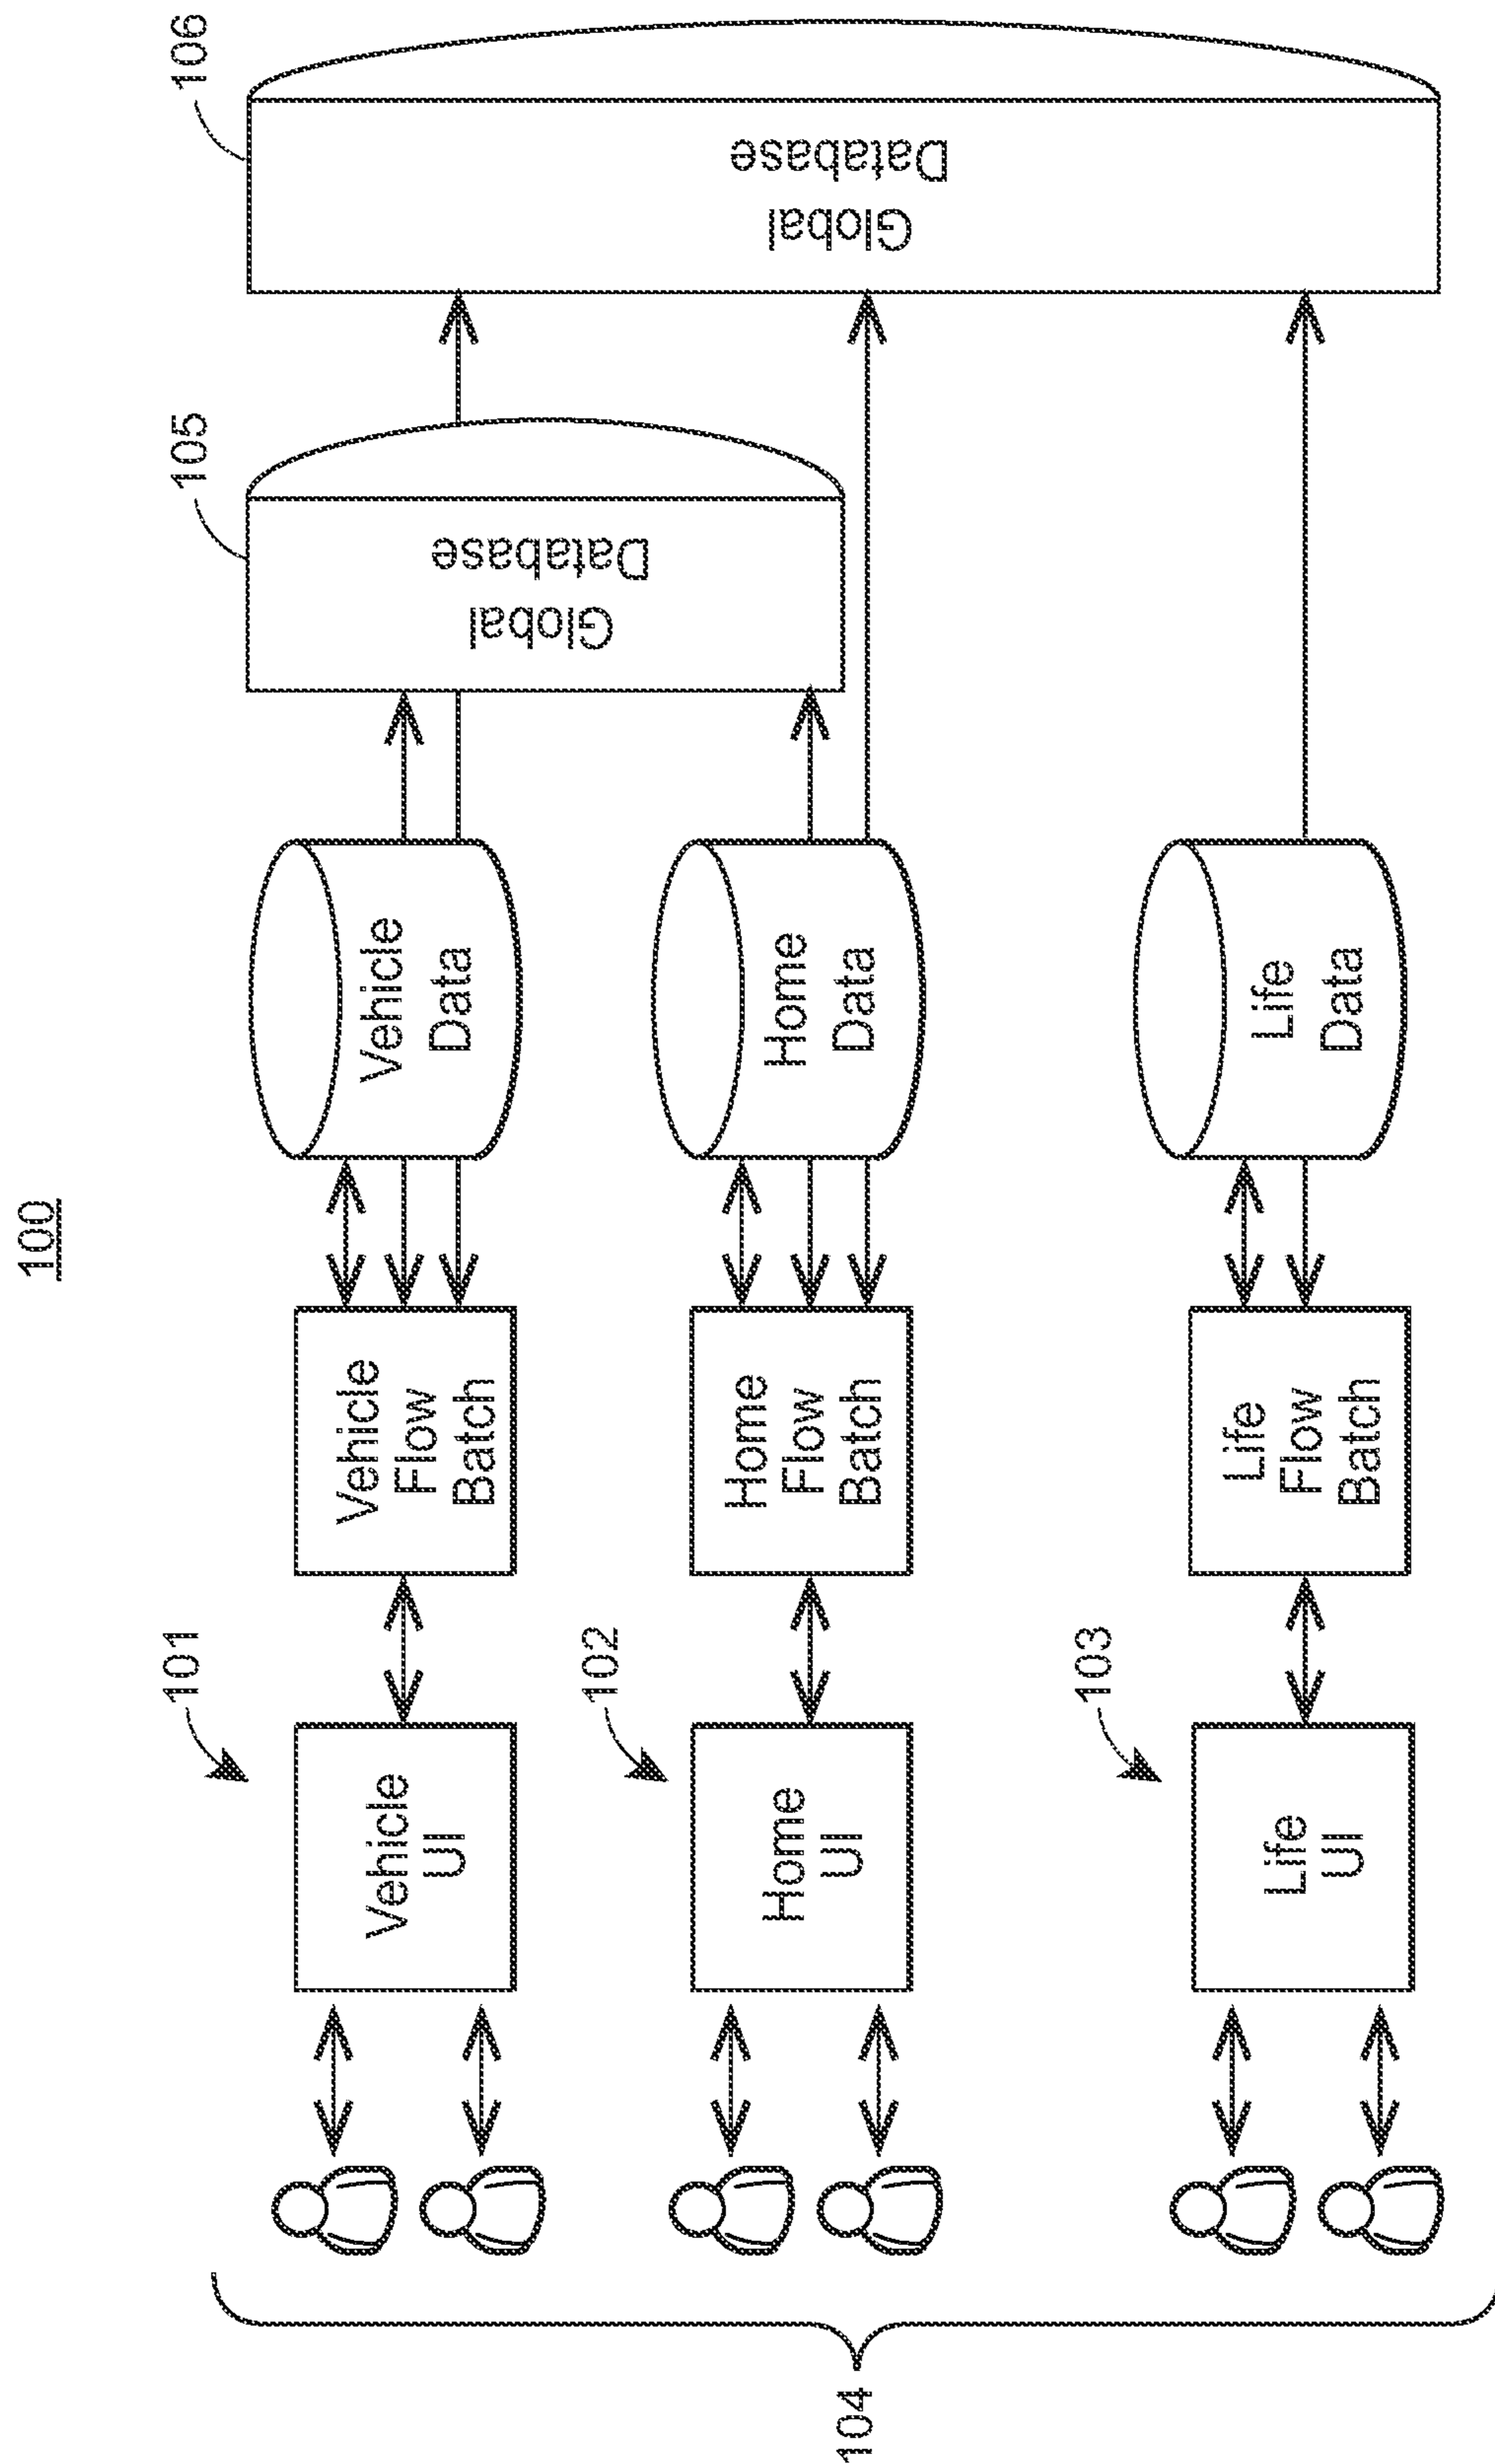 100
101
Vehicle
UI
Vehicle
Flow
Batch
Vehicle
Data
105
Global
Database
106
Global
Database
102
Home
UI
Home
Flow
Batch
Home
Data
103
Life
UI
Life
Flow
Batch
Life
Data
104